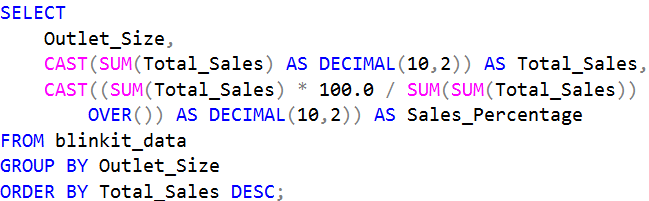 SELECT
    Outlet_Size,
    CAST(SUM(Total_Sales) AS DECIMAL(10,2)) AS Total_Sales,
    CAST((SUM(Total_Sales) * 100.0 / SUM(SUM(Total_Sales))
        OVER()) AS DECIMAL(10,2)) AS Sales_Percentage
FROM blinkit_data
GROUP BY Outlet_Size
ORDER BY Total_Sales DESC;